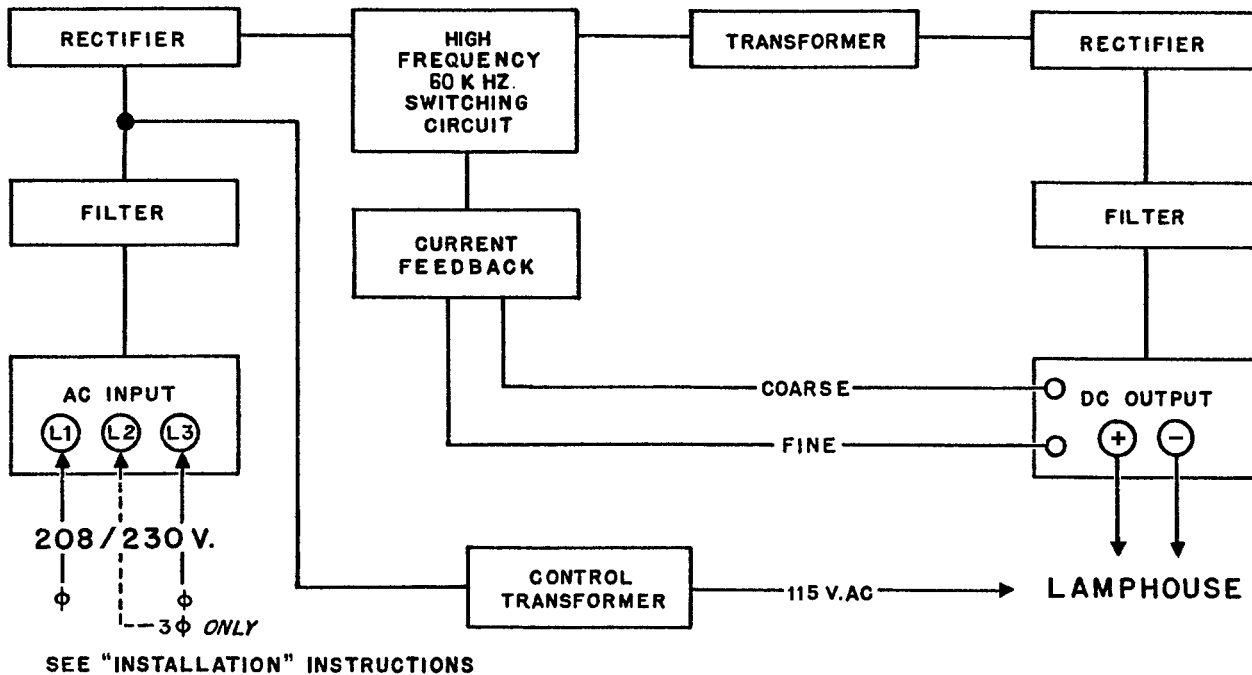 RECTIFIER
HIGH
FREQUENCY
60 K HZ.
SWITCHING
CIRCUIT
TRANSFORMER
RECTIFIER
FILTER
CURRENT
FEEDBACK
FILTER
AC INPUT
L1 L2 L3
COARSE
FINE
DC OUTPUT
+ −
208/230 V.
ϕ ϕ
3ϕ ONLY
CONTROL
TRANSFORMER
115 V. AC
LAMPHOUSE
SEE "INSTALLATION" INSTRUCTIONS